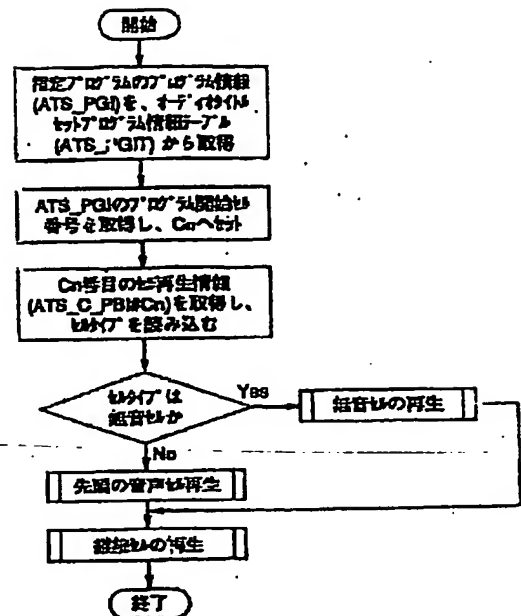 開始
指定プログラムのプログラム情報
(ATS_PGI)を、オーディオタイトル
セットプログラム情報テーブル
(ATS_PGIT) から取得
ATS_PGIのプログラム開始セル
番号を取得し、Cnへセット
Cn番目のセル再生情報
(ATS_C_PBI#Cn)を取得し、
セルタイプを読み込む
セルタイプは
無音セルか
Yes
無音セルの再生
No
先頭の音声セル再生
継続セルの再生
終了